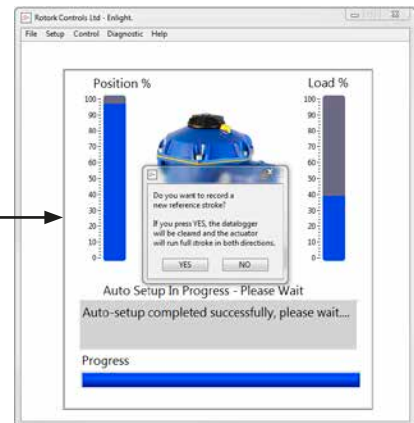 Rotork Controls Ltd - Enlight.
File Setup Control Diagnostic Help
Position %
Load %
100
90
80
70
60
50
40
30
20
10
0
100
90
80
70
60
50
40
30
20
10
0
Do you want to record a
new reference stroke?
If you press YES, the datalogger
will be cleared and the actuator
will run full stroke in both directions.
YES NO
Auto Setup In Progress - Please Wait
Auto-setup completed successfully, please wait....
Progress